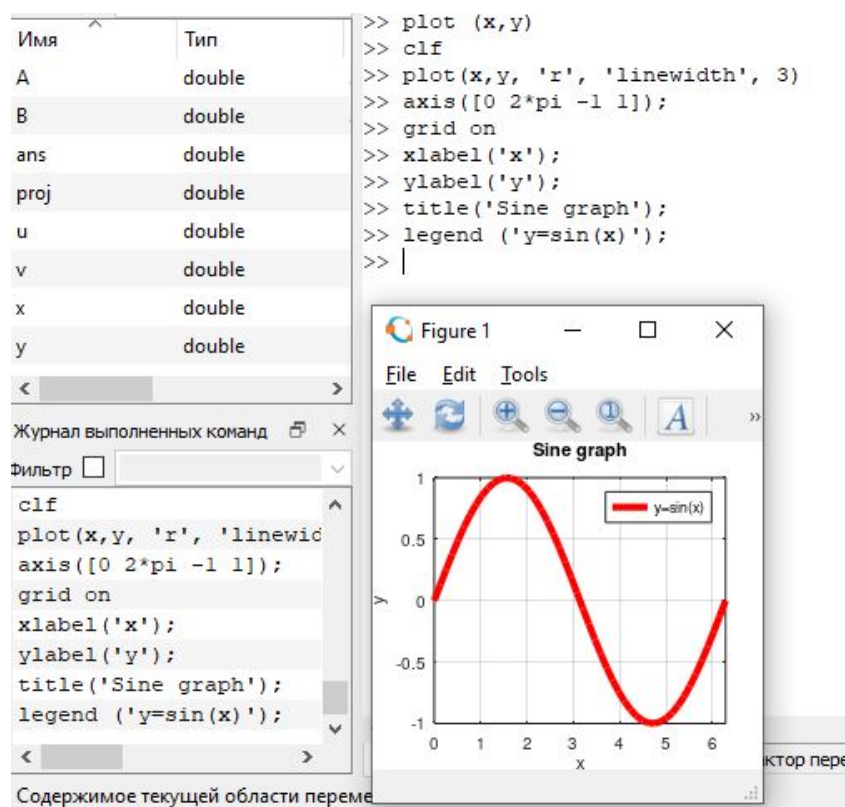 Имя Тип
A double
B double
ans double
proj double
u double
v double
x double
y double
Журнал выполненных команд
Фильтр
clf
plot(x,y, 'r', 'linewid
axis([0 2*pi -1 1]);
grid on
xlabel('x');
ylabel('y');
title('Sine graph');
legend ('y=sin(x)');
Содержимое текущей области переме
>> plot (x,y)
>> clf
>> plot(x,y, 'r', 'linewidth', 3)
>> axis([0 2*pi -1 1]);
>> grid on
>> xlabel('x');
>> ylabel('y');
>> title('Sine graph');
>> legend ('y=sin(x)');
>>
Figure 1
File Edit Tools
A »
Sine graph
y=sin(x)
1
0.5
0
-0.5
-1
y
0 1 2 3 4 5 6
x
ктор пере